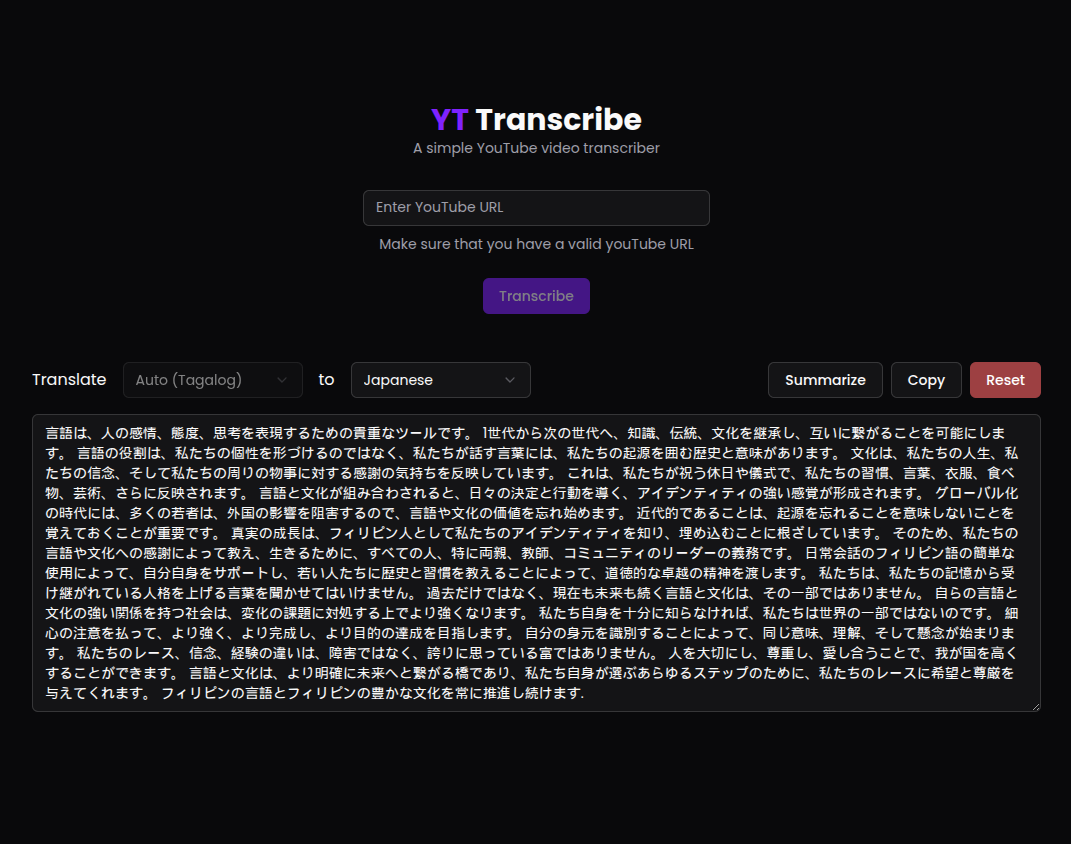 YT Transcribe
A simple YouTube video transcriber
Enter YouTube URL
Make sure that you have a valid youTube URL
Transcribe
Translate Auto (Tagalog) to Japanese Summarize Copy Reset
言語は、人の感情、態度、思考を表現するための貴重なツールです。 1世代から次の世代へ、知識、伝統、文化を継承し、互いに繋がることを可能にしま
す。 言語の役割は、私たちの個性を形づけるのではなく、私たちが話す言葉には、私たちの起源を囲む歴史と意味があります。 文化は、私たちの人生、私
たちの信念、そして私たちの周りの物事に対する感謝の気持ちを反映しています。 これは、私たちが祝う休日や儀式で、私たちの習慣、言葉、衣服、食べ
物、芸術、さらに反映されます。 言語と文化が組み合わされると、日々の決定と行動を導く、アイデンティティの強い感覚が形成されます。 グローバル化
の時代には、多くの若者は、外国の影響を阻害するので、言語や文化の価値を忘れ始めます。 近代的であることは、起源を忘れることを意味しないことを
覚えておくことが重要です。 真実の成長は、フィリピン人として私たちのアイデンティティを知り、埋め込むことに根ざしています。 そのため、私たちの
言語や文化への感謝によって教え、生きるために、すべての人、特に両親、教師、コミュニティのリーダーの義務です。 日常会話のフィリピン語の簡単な
使用によって、自分自身をサポートし、若い人たちに歴史と習慣を教えることによって、道徳的な卓越の精神を渡します。 私たちは、私たちの記憶から受
け継がれている人格を上げる言葉を聞かせてはいけません。 過去だけではなく、現在も未来も続く言語と文化は、その一部ではありません。 自らの言語と
文化の強い関係を持つ社会は、変化の課題に対処する上でより強くなります。 私たち自身を十分に知らなければ、私たちは世界の一部ではないのです。 細
心の注意を払って、より強く、より完成し、より目的の達成を目指します。 自分の身元を識別することによって、同じ意味、理解、そして懸念が始まりま
す。 私たちのレース、信念、経験の違いは、障害ではなく、誇りに思っている富ではありません。 人を大切にし、尊重し、愛し合うことで、我が国を高く
することができます。 言語と文化は、より明確に未来へと繋がる橋であり、私たち自身が選ぶあらゆるステップのために、私たちのレースに希望と尊厳を
与えてくれます。 フィリピンの言語とフィリピンの豊かな文化を常に推進し続けます.